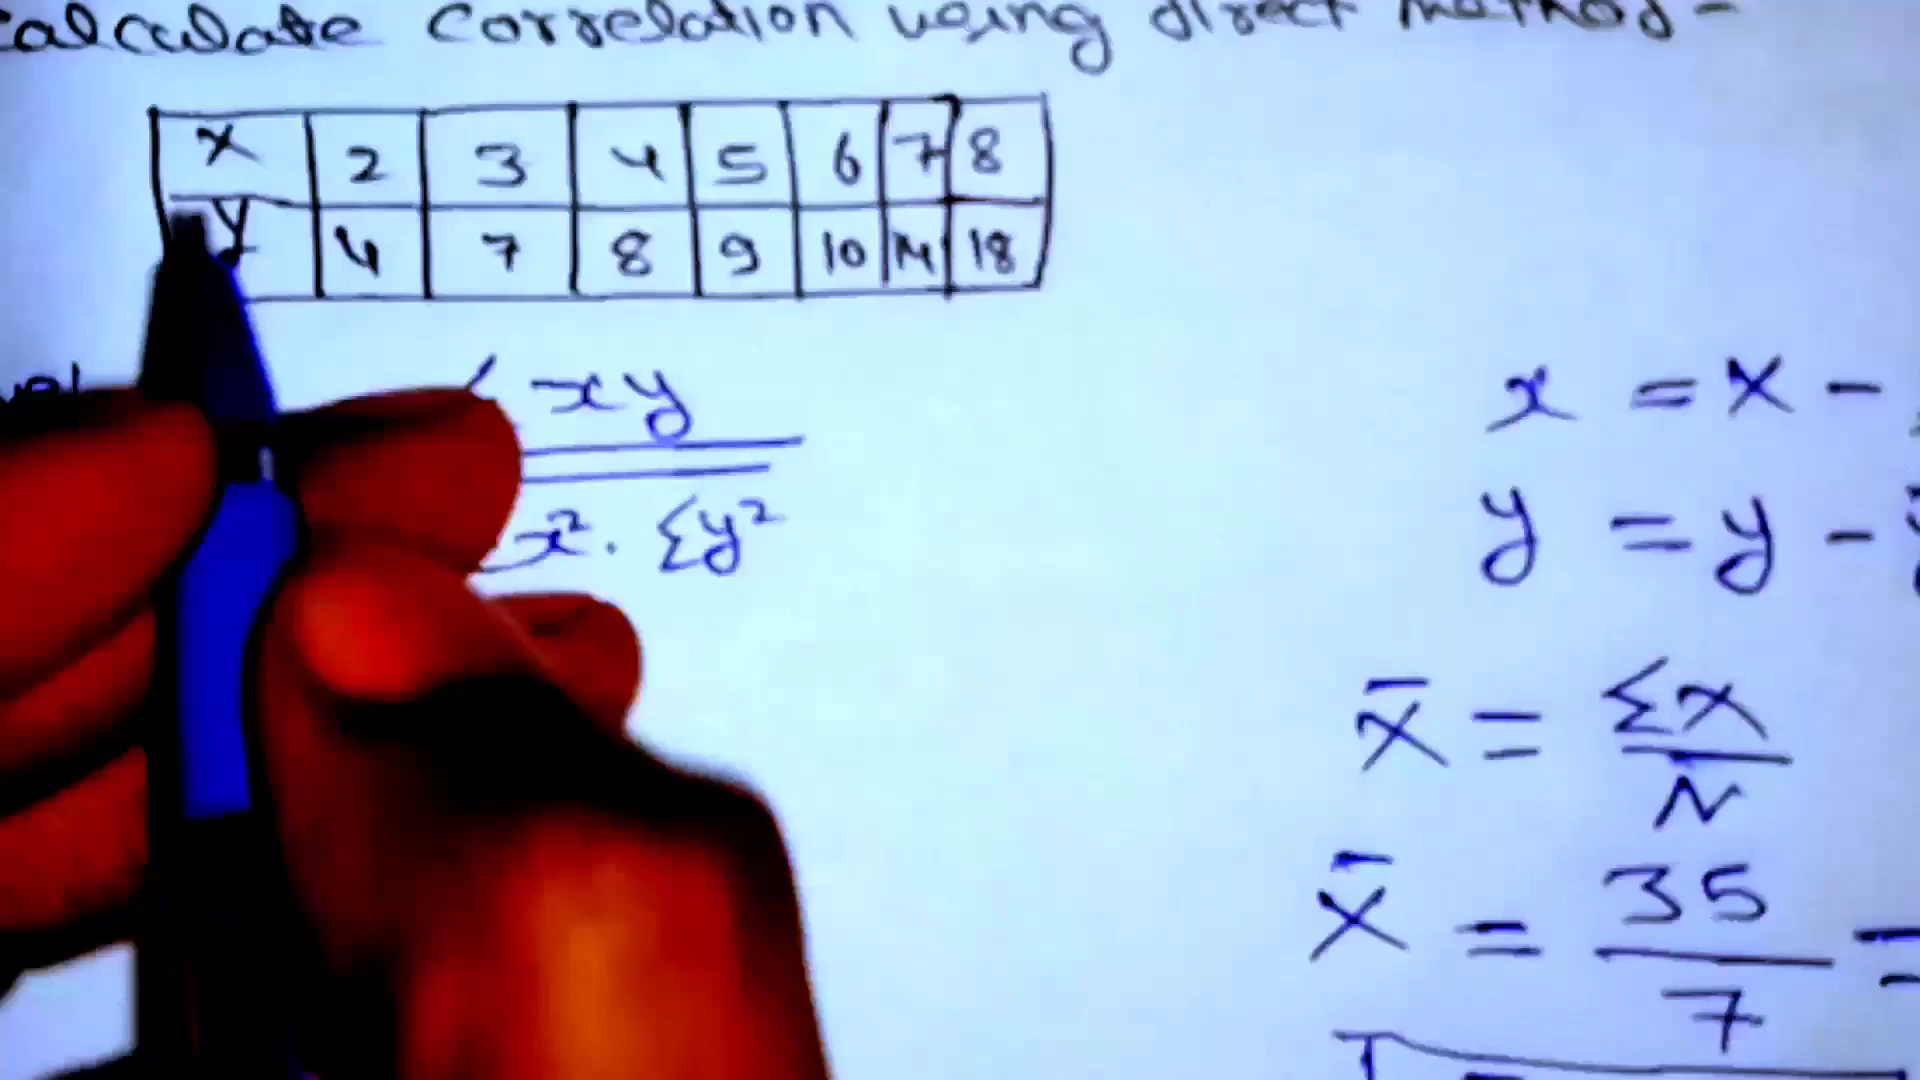 calculate correlation using direct method -
X 2 3 4 5 6 7 8
y 4 7 8 9 10 14 18
xy
x². Σy²
x = X -
y = y -
X̄ = ΣX
N
X̄ = 35 =
7